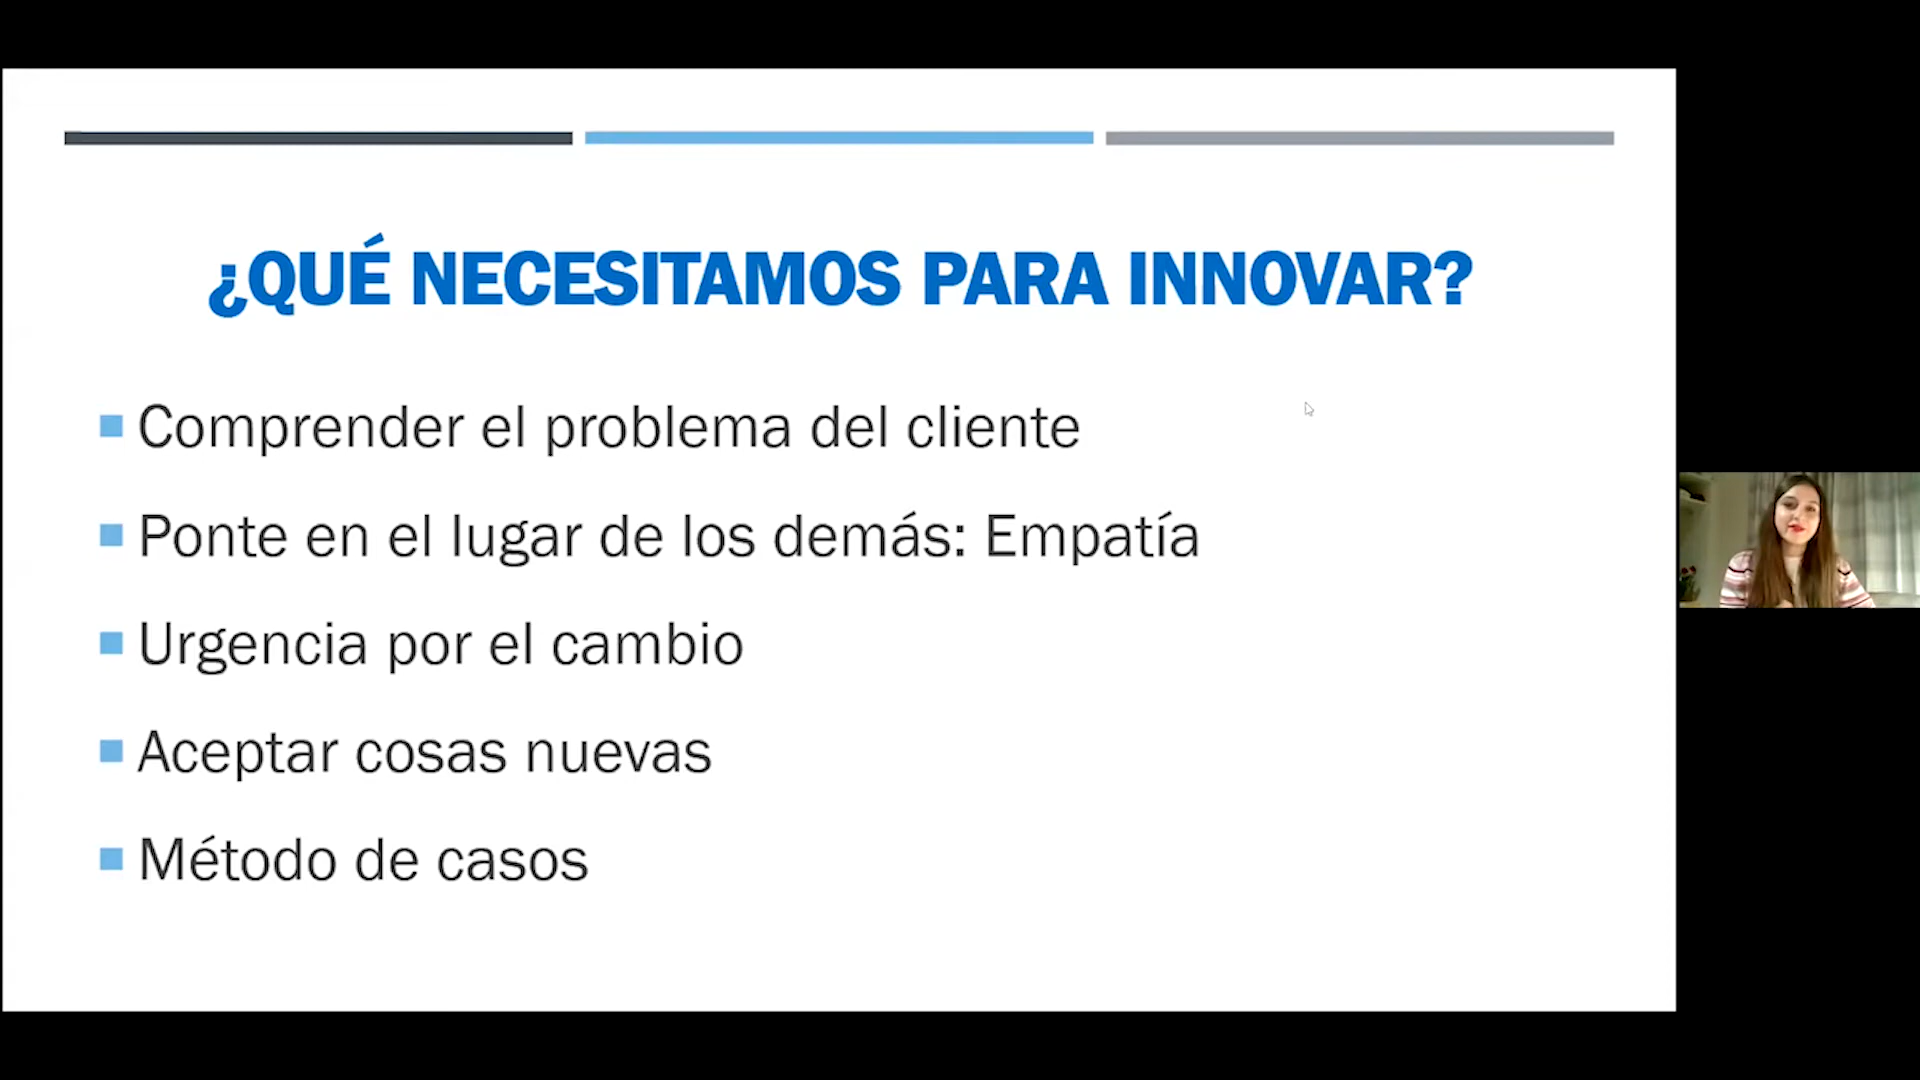 ¿QUÉ NECESITAMOS PARA INNOVAR?
Comprender el problema del cliente
Ponte en el lugar de los demás: Empatía
Urgencia por el cambio
Aceptar cosas nuevas
Método de casos